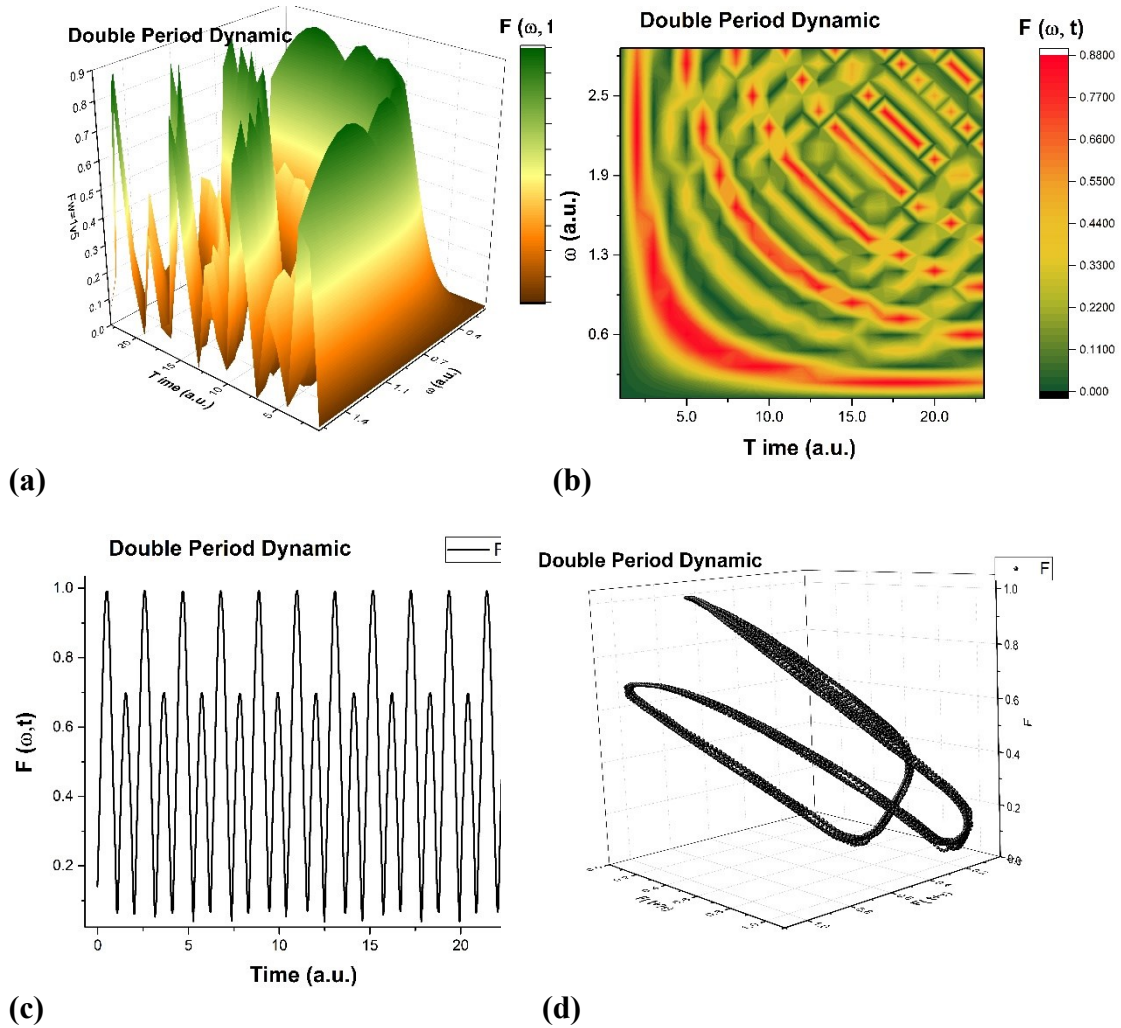 Double Period Dynamic
F (ω, t
0.9
0.8
0.7
0.6
0.5
0.4
0.3
0.2
0.1
0.0
20
15
10
5
T ime (a.u.)
1.4
1.1
0.7
0.4
ω(a.u.)
(a)
Double Period Dynamic
F (ω, t)
0.8800
0.7700
0.6600
0.5500
0.4400
0.3300
0.2200
0.1100
0.000
2.5
1.9
1.3
0.6
ω (a.u.)
5.0 10.0 15.0 20.0
T ime (a.u.)
(b)
Double Period Dynamic
F
1.0
0.8
0.6
0.4
0.2
F (ω,t)
0 5 10 15 20
Time (a.u.)
(c)
Double Period Dynamic
F
1.0
0.8
0.6
0.4
0.2
0.0
F
(d)